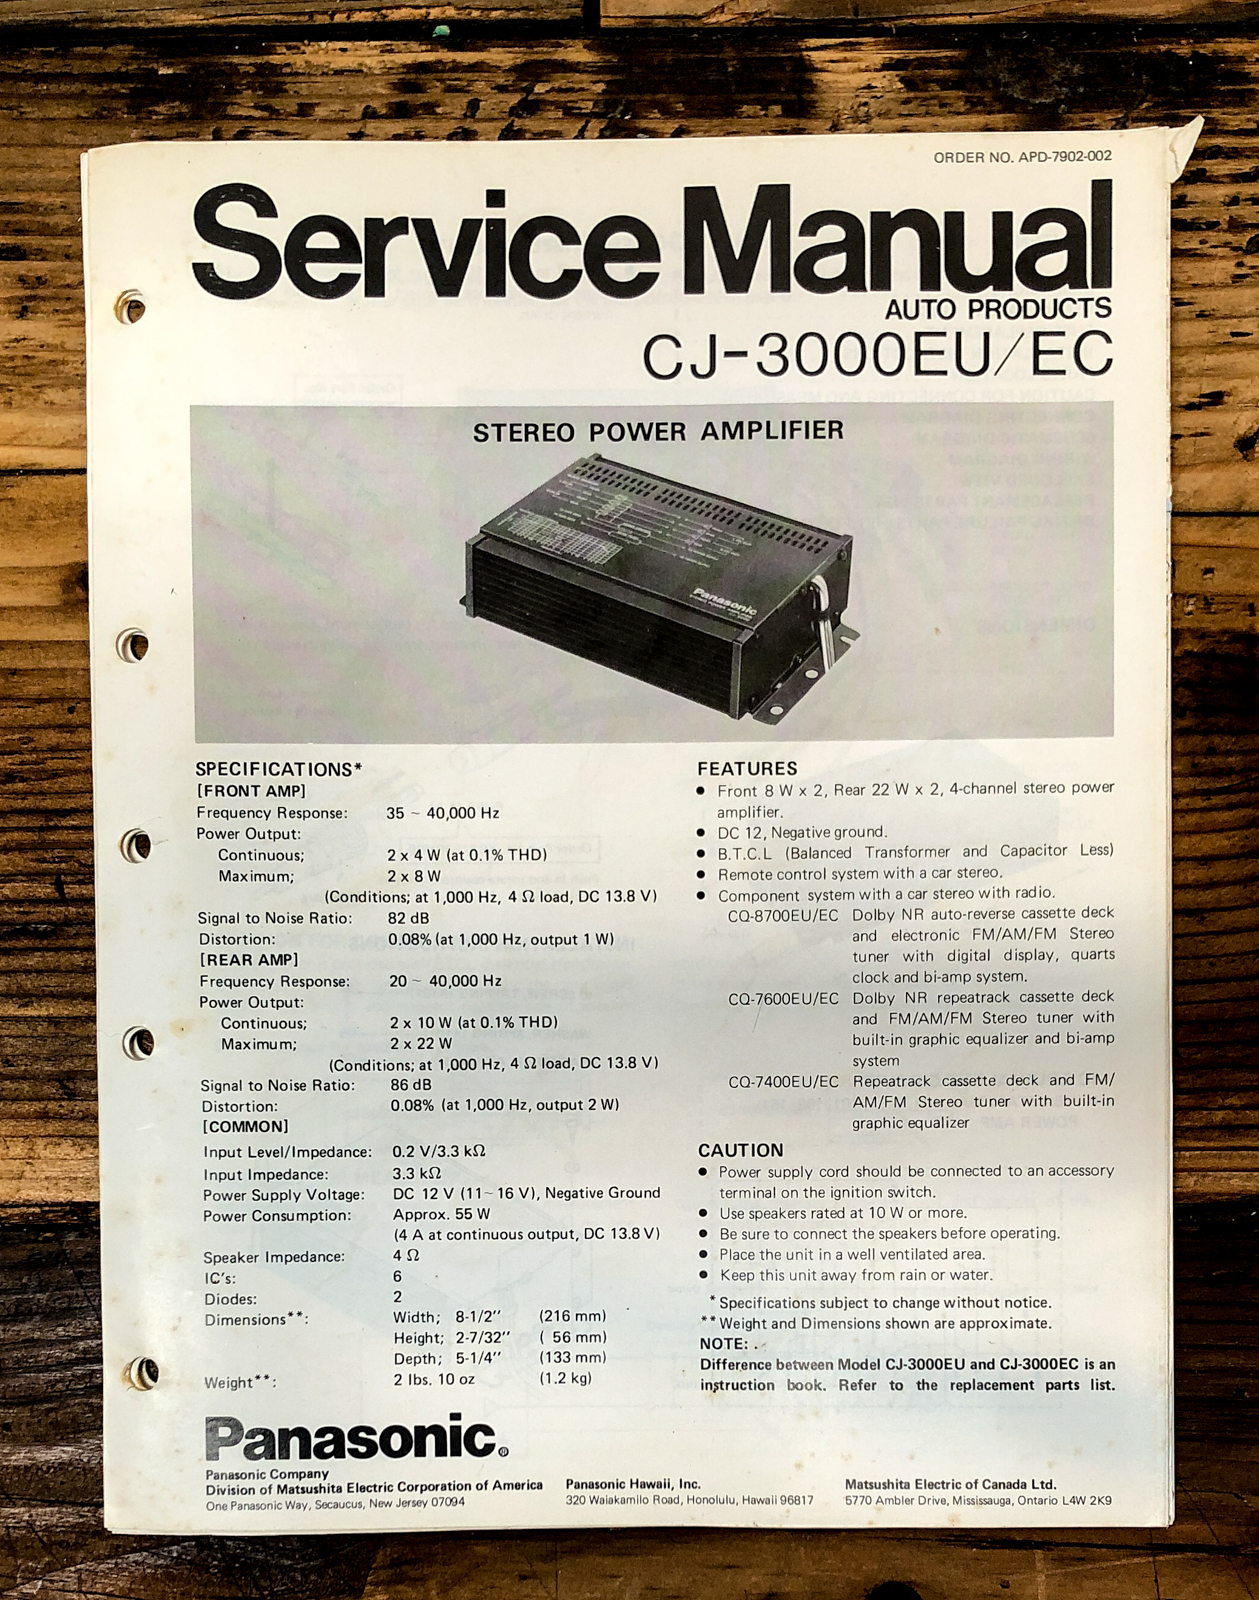 ORDER NO. APD-7902-002
Service Manual
AUTO PRODUCTS
CJ-3000EU/EC
STEREO POWER AMPLIFIER
Panasonic
SPECIFICATIONS*
[FRONT AMP]
Frequency Response: 35 ~ 40,000 Hz
Power Output:
Continuous; 2 x 4 W (at 0.1% THD)
Maximum; 2 x 8 W
(Conditions; at 1,000 Hz, 4 Ω load, DC 13.8 V)
Signal to Noise Ratio: 82 dB
Distortion: 0.08% (at 1,000 Hz, output 1 W)
[REAR AMP]
Frequency Response: 20 ~ 40,000 Hz
Power Output:
Continuous; 2 x 10 W (at 0.1% THD)
Maximum; 2 x 22 W
(Conditions; at 1,000 Hz, 4 Ω load, DC 13.8 V)
Signal to Noise Ratio: 86 dB
Distortion: 0.08% (at 1,000 Hz, output 2 W)
[COMMON]
Input Level/Impedance: 0.2 V/3.3 kΩ
Input Impedance: 3.3 kΩ
Power Supply Voltage: DC 12 V (11~16 V), Negative Ground
Power Consumption: Approx. 55 W
(4 A at continuous output, DC 13.8 V)
Speaker Impedance: 4 Ω
IC's: 6
Diodes: 2
Dimensions**: Width; 8-1/2" (216 mm)
Height; 2-7/32" ( 56 mm)
Depth; 5-1/4" (133 mm)
Weight**: 2 lbs. 10 oz (1.2 kg)
FEATURES
● Front 8 W x 2, Rear 22 W x 2, 4-channel stereo power
amplifier.
● DC 12, Negative ground.
● B.T.C.L (Balanced Transformer and Capacitor Less)
● Remote control system with a car stereo.
● Component system with a car stereo with radio.
CQ-8700EU/EC Dolby NR auto-reverse cassette deck
and electronic FM/AM/FM Stereo
tuner with digital display, quarts
clock and bi-amp system.
CQ-7600EU/EC Dolby NR repeatrack cassette deck
and FM/AM/FM Stereo tuner with
built-in graphic equalizer and bi-amp
system
CQ-7400EU/EC Repeatrack cassette deck and FM/
AM/FM Stereo tuner with built-in
graphic equalizer
CAUTION
● Power supply cord should be connected to an accessory
terminal on the ignition switch.
● Use speakers rated at 10 W or more.
● Be sure to connect the speakers before operating.
● Place the unit in a well ventilated area.
● Keep this unit away from rain or water.
* Specifications subject to change without notice.
** Weight and Dimensions shown are approximate.
NOTE:
Difference between Model CJ-3000EU and CJ-3000EC is an
instruction book. Refer to the replacement parts list.
Panasonic®
Panasonic Company
Division of Matsushita Electric Corporation of America
One Panasonic Way, Secaucus, New Jersey 07094
Panasonic Hawaii, Inc.
320 Waiakamilo Road, Honolulu, Hawaii 96817
Matsushita Electric of Canada Ltd.
5770 Ambler Drive, Mississauga, Ontario L4W 2K9